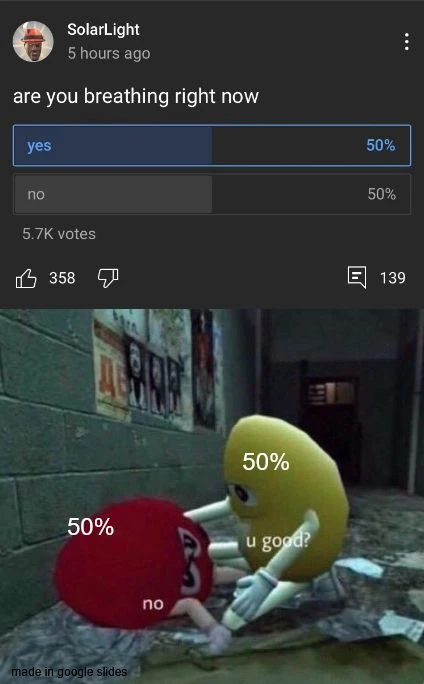 SolarLight
5 hours ago
are you breathing right now
yes 50%
no 50%
5.7K votes
358 139
50%
50%
u good?
no
made in google slides